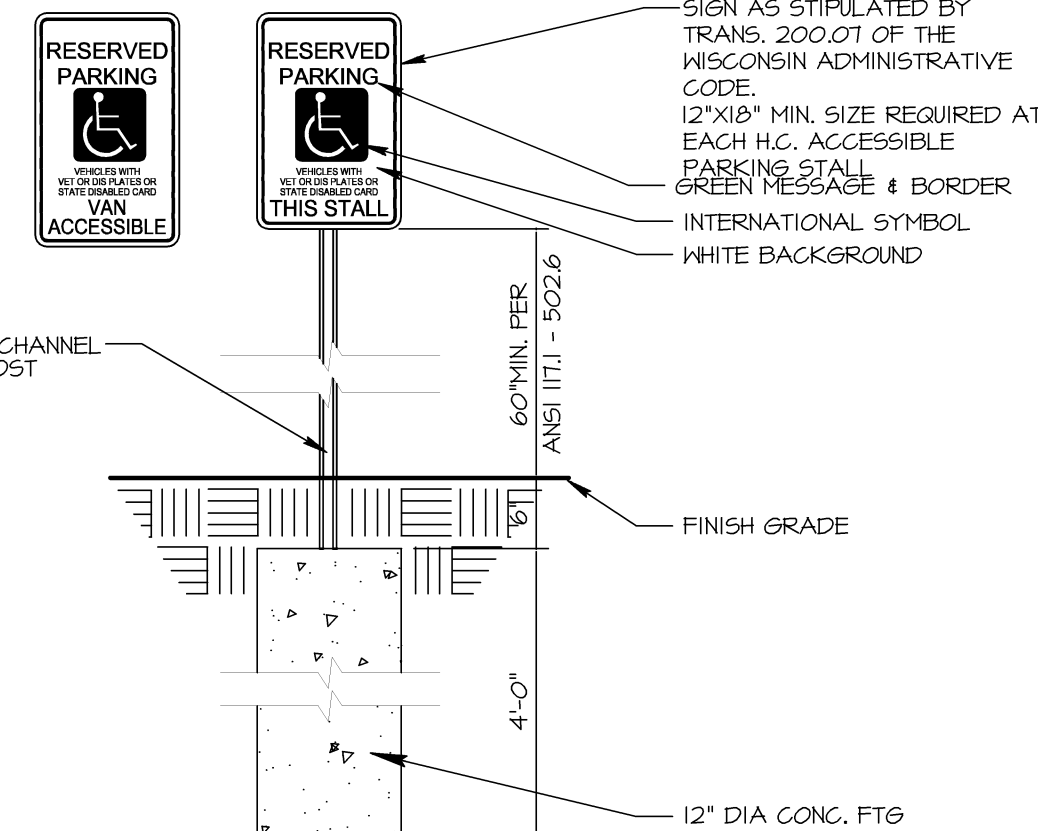 RESERVED
PARKING
VEHICLES WITH
VET OR DIS PLATES OR
STATE DISABLED CARD
VAN
ACCESSIBLE
RESERVED
PARKING
VEHICLES WITH
VET OR DIS PLATES OR
STATE DISABLED CARD
THIS STALL
SIGN AS STIPULATED BY
TRANS. 200.07 OF THE
WISCONSIN ADMINISTRATIVE
CODE.
12"X18" MIN. SIZE REQUIRED AT
EACH H.C. ACCESSIBLE
PARKING STALL
GREEN MESSAGE & BORDER
INTERNATIONAL SYMBOL
WHITE BACKGROUND
60"MIN. PER
ANSI 117.1 - 502.6
CHANNEL
OST
6"
FINISH GRADE
4'-0"
12" DIA CONC. FTG